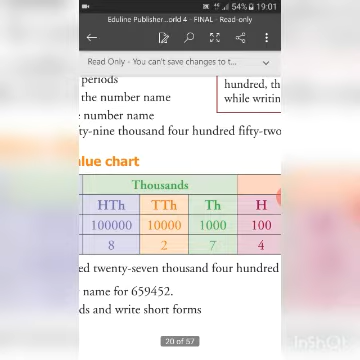 54% 19:01
Eduline Publisher ...orld 4 - FINAL - Read-only
Read Only - You can't save changes to t...
periods
hundred, th
the number name
while writin
number name
fty-nine thousand four hundred fifty-two
alue chart
Thousands
HTh TTh Th H
100000 10000 1000 100
8 2 7 4
ed twenty-seven thousand four hundred
name for 659452.
ds and write short forms
20 of 57
InShOt